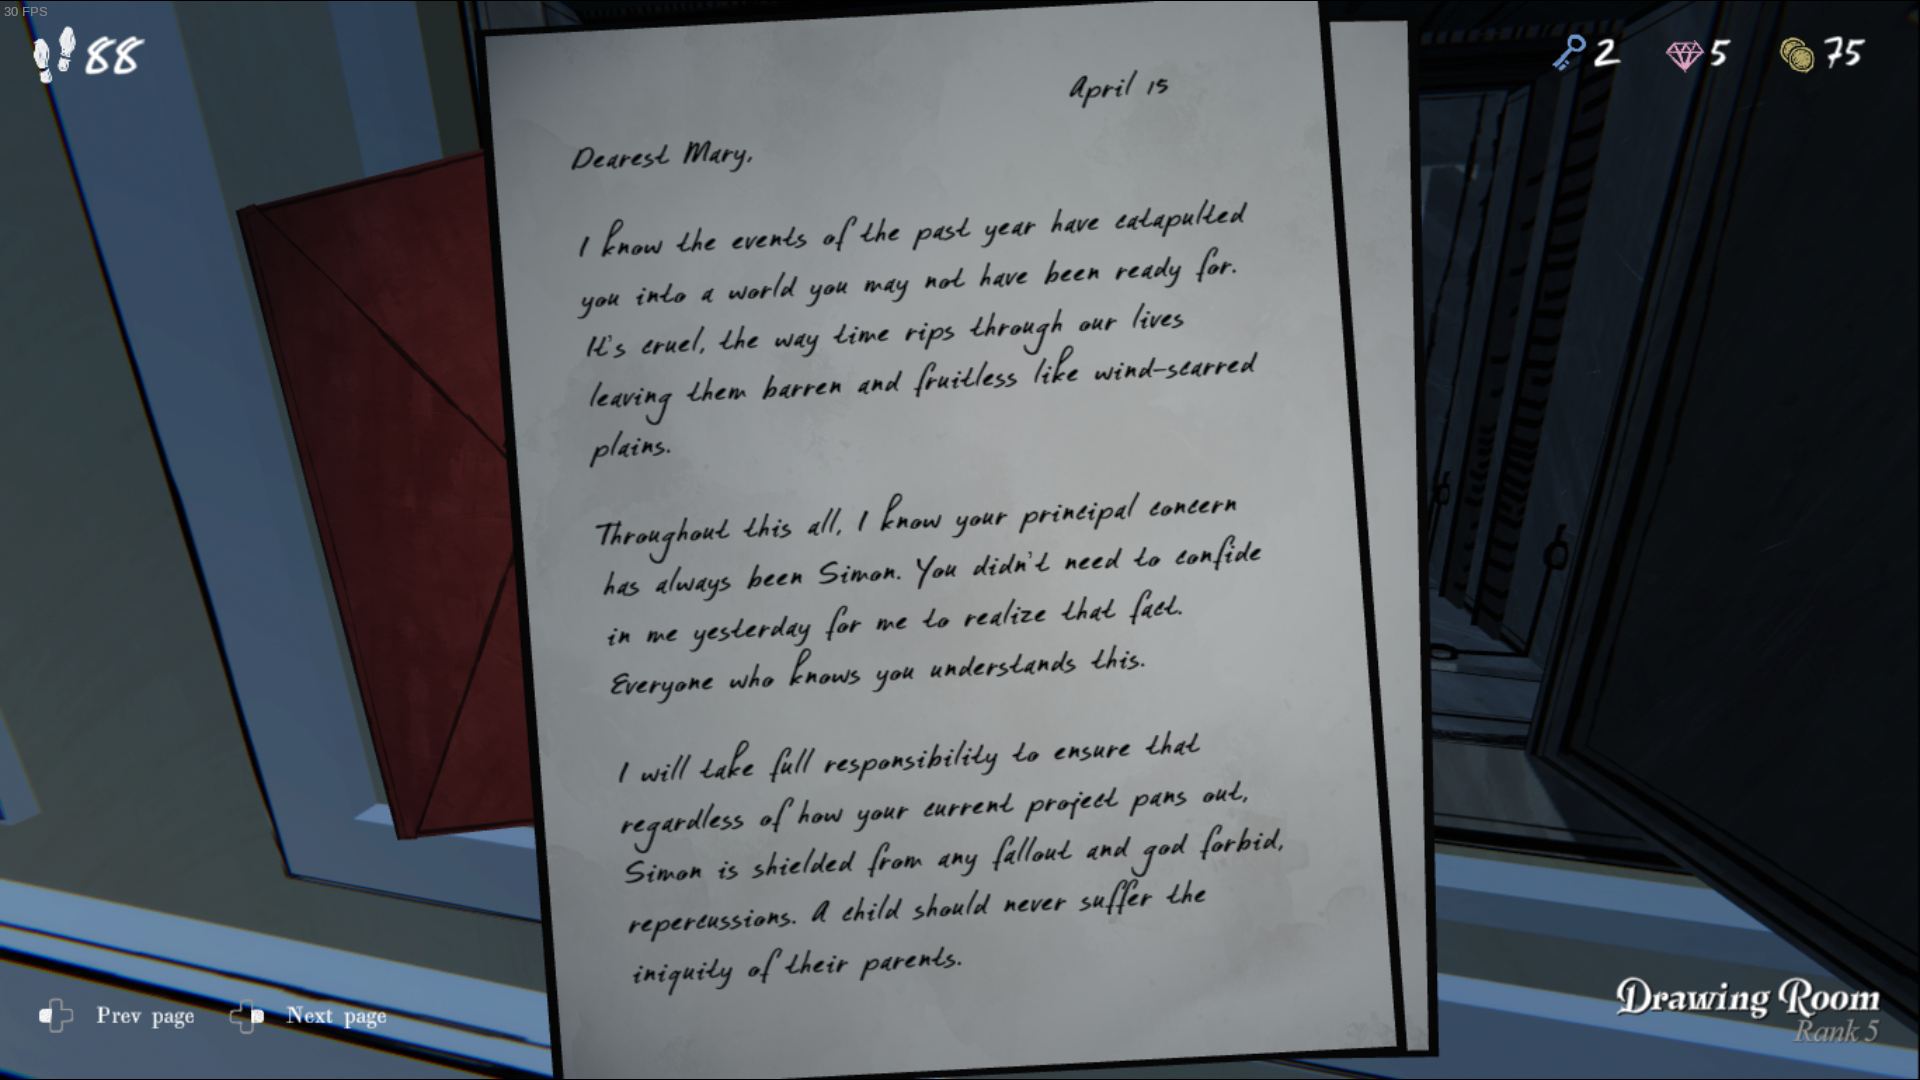 30 FPS
88
2
5
75
April 15
Dearest Mary,
I know the events of the past year have catapulted
you into a world you may not have been ready for.
It's cruel, the way time rips through our lives
leaving them barren and fruitless like wind-scarred
plains.
Throughout this all, I know your principal concern
has always been Simon. You didn't need to confide
in me yesterday for me to realize that fact.
Everyone who knows you understands this.
I will take full responsibility to ensure that
regardless of how your current project pans out,
Simon is shielded from any fallout and god forbid,
repercussions. A child should never suffer the
iniquity of their parents.
Prev page
Next page
Drawing Room
Rank 5